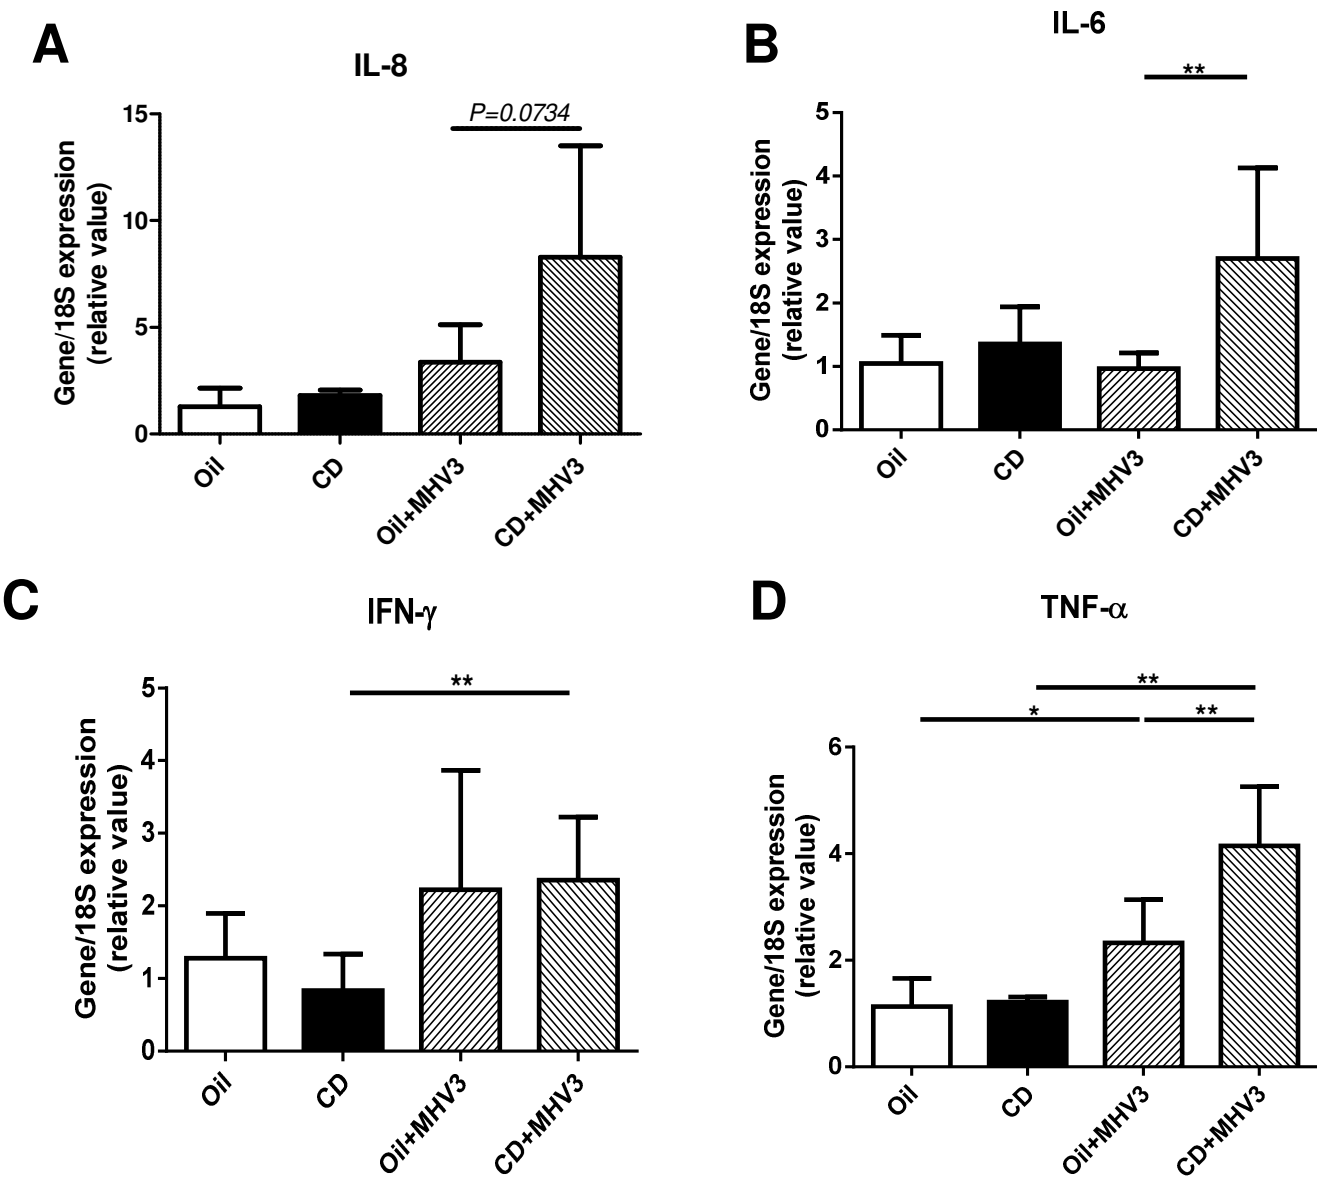 A
IL-8
P=0.0734
15
10
5
0
Gene/18S expression
(relative value)
Oil
CD
Oil+MHV3
CD+MHV3
B
IL-6
**
5
4
3
2
1
0
Gene/18S expression
(relative value)
Oil
CD
Oil+MHV3
CD+MHV3
C
IFN-γ
**
5
4
3
2
1
0
Gene/18S expression
(relative value)
Oil
CD
Oil+MHV3
CD+MHV3
D
TNF-α
**
*
**
6
4
2
0
Gene/18S expression
(relative value)
Oil
CD
Oil+MHV3
CD+MHV3